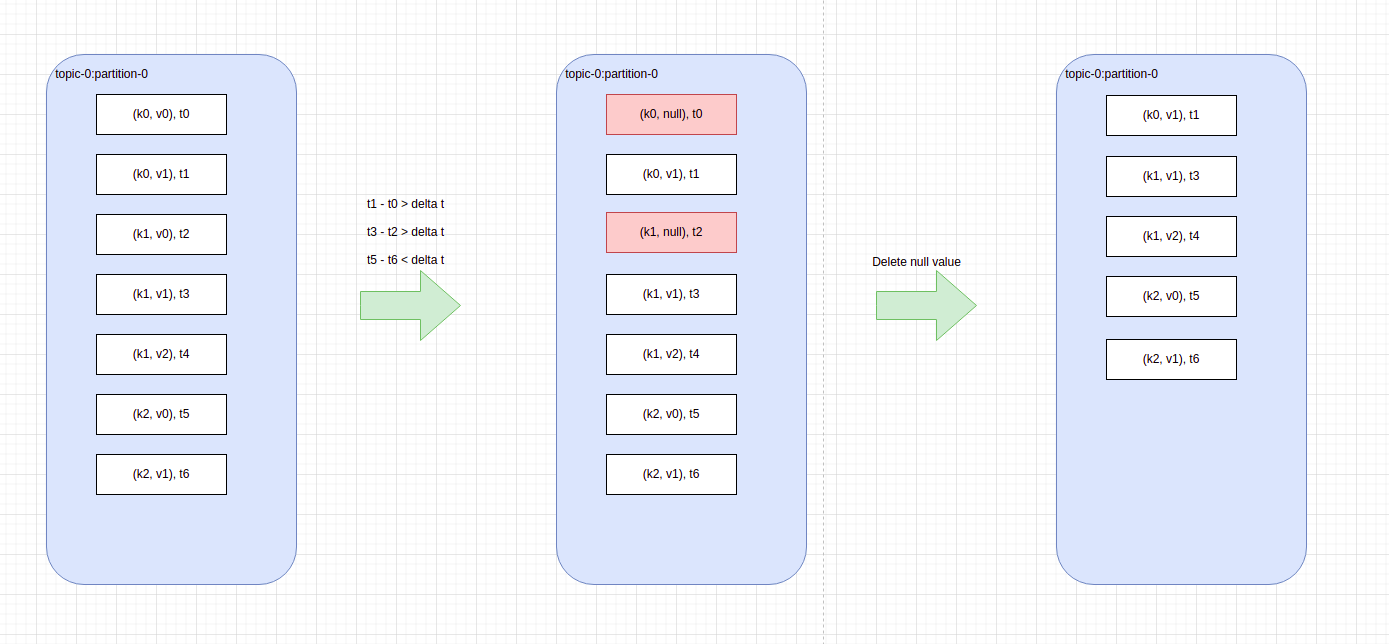 topic-0:partition-0
(k0, v0), t0
(k0, v1), t1
(k1, v0), t2
(k1, v1), t3
(k1, v2), t4
(k2, v0), t5
(k2, v1), t6
t1 - t0 > delta t
t3 - t2 > delta t
t5 - t6 < delta t
topic-0:partition-0
(k0, null), t0
(k0, v1), t1
(k1, null), t2
(k1, v1), t3
(k1, v2), t4
(k2, v0), t5
(k2, v1), t6
Delete null value
topic-0:partition-0
(k0, v1), t1
(k1, v1), t3
(k1, v2), t4
(k2, v0), t5
(k2, v1), t6